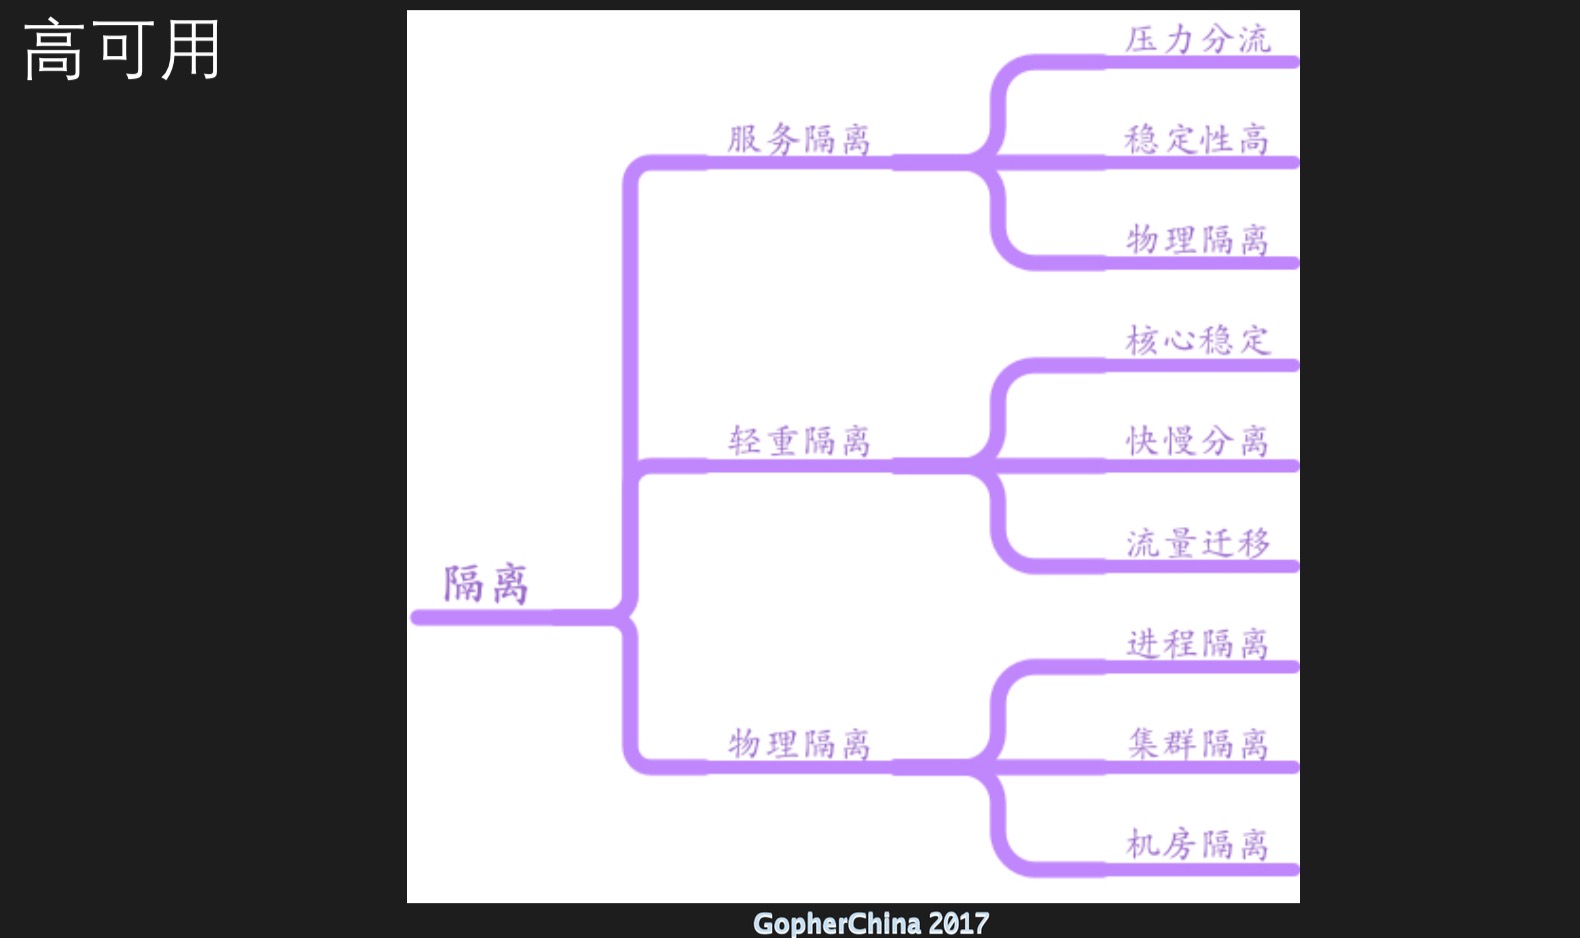 高可用
隔离
服务隔离
压力分流
稳定性高
物理隔离
轻重隔离
核心稳定
快慢分离
流量迁移
物理隔离
进程隔离
集群隔离
机房隔离
GopherChina 2017